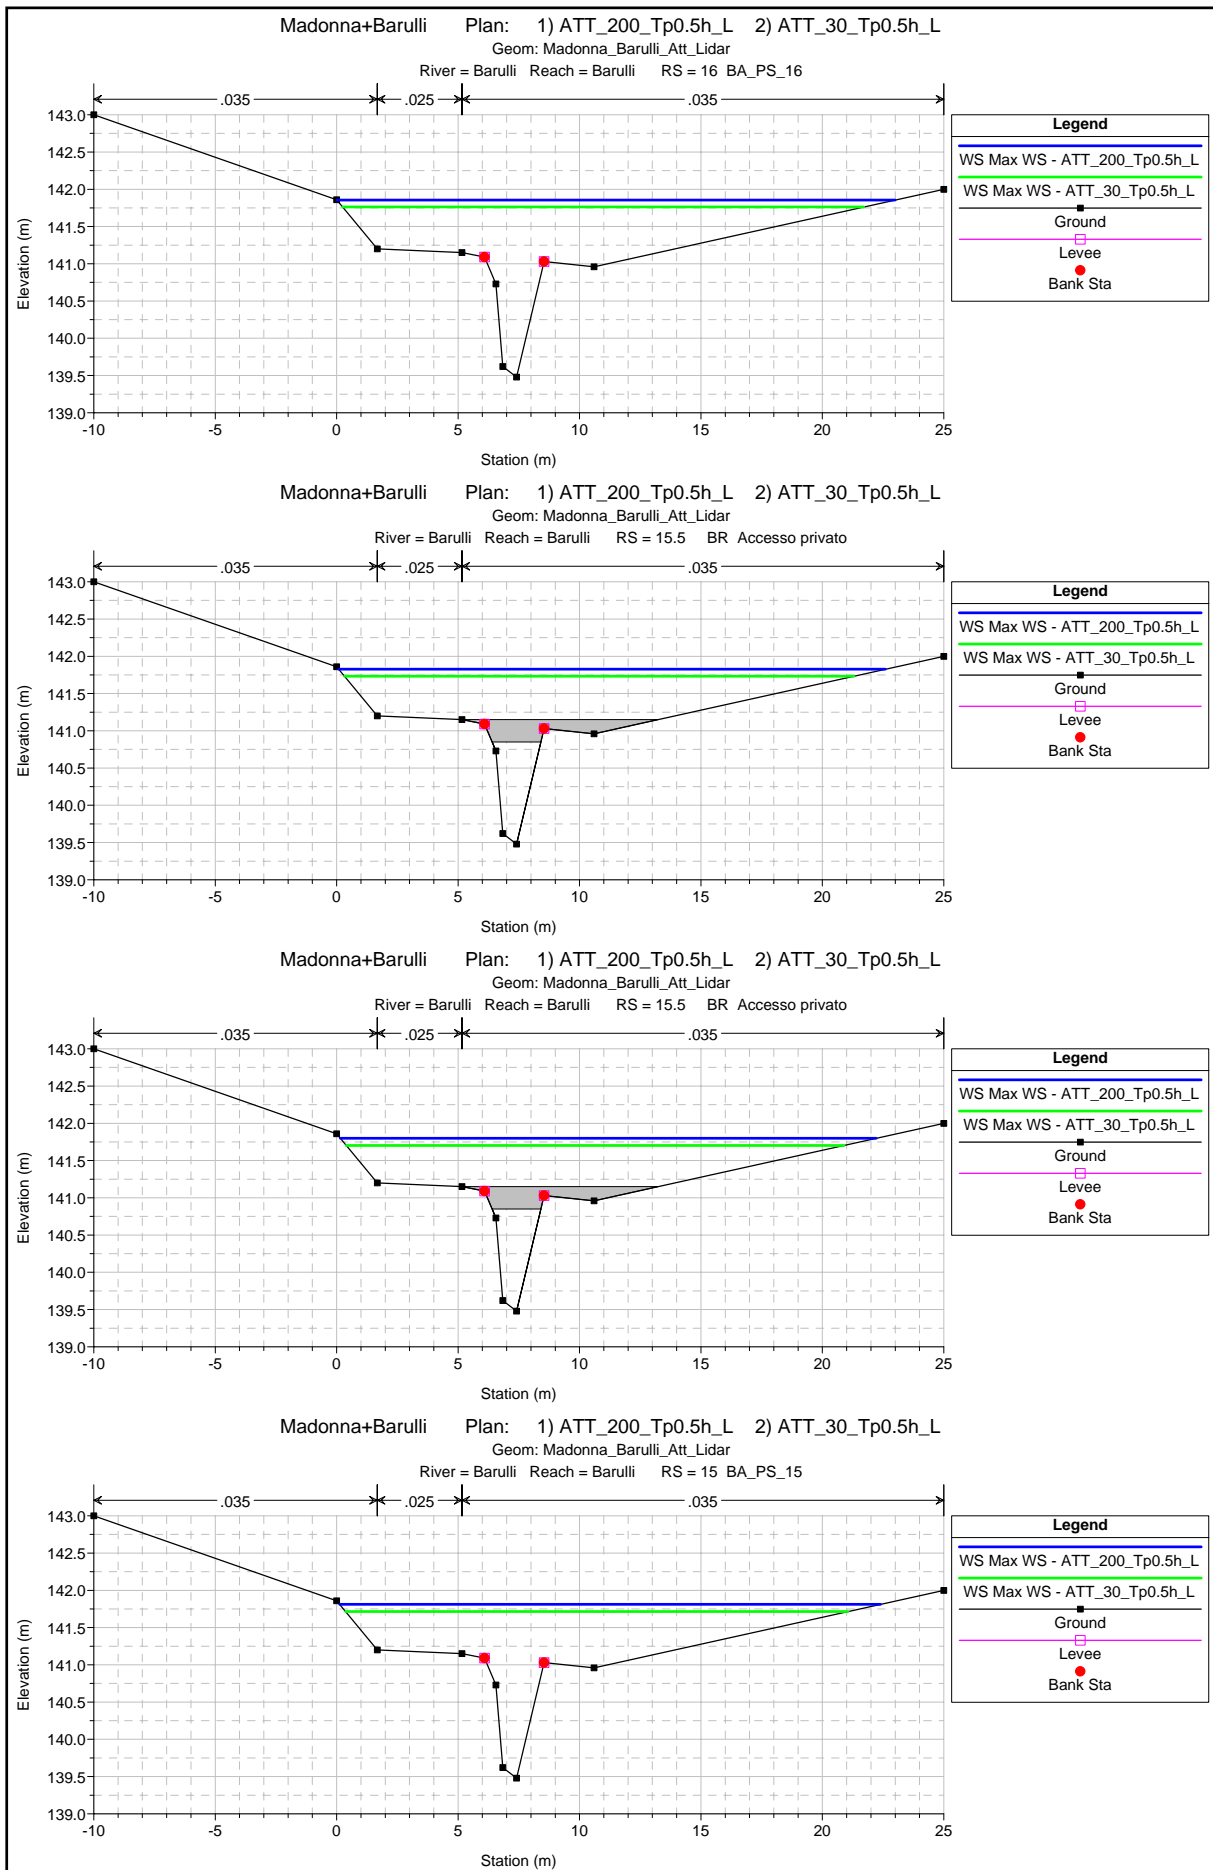 Madonna+Barulli Plan: 1) ATT_200_Tp0.5h_L 2) ATT_30_Tp0.5h_L
Geom: Madonna_Barulli_Att_Lidar
River = Barulli Reach = Barulli RS = 16 BA_PS_16
.035 .025 .035
143.0
142.5
142.0
141.5
141.0
140.5
140.0
139.5
139.0
Elevation (m)
-10 -5 0 5 10 15 20 25
Station (m)
Legend
WS Max WS - ATT_200_Tp0.5h_L
WS Max WS - ATT_30_Tp0.5h_L
Ground
Levee
Bank Sta
Madonna+Barulli Plan: 1) ATT_200_Tp0.5h_L 2) ATT_30_Tp0.5h_L
Geom: Madonna_Barulli_Att_Lidar
River = Barulli Reach = Barulli RS = 15.5 BR Accesso privato
.035 .025 .035
143.0
142.5
142.0
141.5
141.0
140.5
140.0
139.5
139.0
Elevation (m)
-10 -5 0 5 10 15 20 25
Station (m)
Legend
WS Max WS - ATT_200_Tp0.5h_L
WS Max WS - ATT_30_Tp0.5h_L
Ground
Levee
Bank Sta
Madonna+Barulli Plan: 1) ATT_200_Tp0.5h_L 2) ATT_30_Tp0.5h_L
Geom: Madonna_Barulli_Att_Lidar
River = Barulli Reach = Barulli RS = 15.5 BR Accesso privato
.035 .025 .035
143.0
142.5
142.0
141.5
141.0
140.5
140.0
139.5
139.0
Elevation (m)
-10 -5 0 5 10 15 20 25
Station (m)
Legend
WS Max WS - ATT_200_Tp0.5h_L
WS Max WS - ATT_30_Tp0.5h_L
Ground
Levee
Bank Sta
Madonna+Barulli Plan: 1) ATT_200_Tp0.5h_L 2) ATT_30_Tp0.5h_L
Geom: Madonna_Barulli_Att_Lidar
River = Barulli Reach = Barulli RS = 15 BA_PS_15
.035 .025 .035
143.0
142.5
142.0
141.5
141.0
140.5
140.0
139.5
139.0
Elevation (m)
-10 -5 0 5 10 15 20 25
Station (m)
Legend
WS Max WS - ATT_200_Tp0.5h_L
WS Max WS - ATT_30_Tp0.5h_L
Ground
Levee
Bank Sta